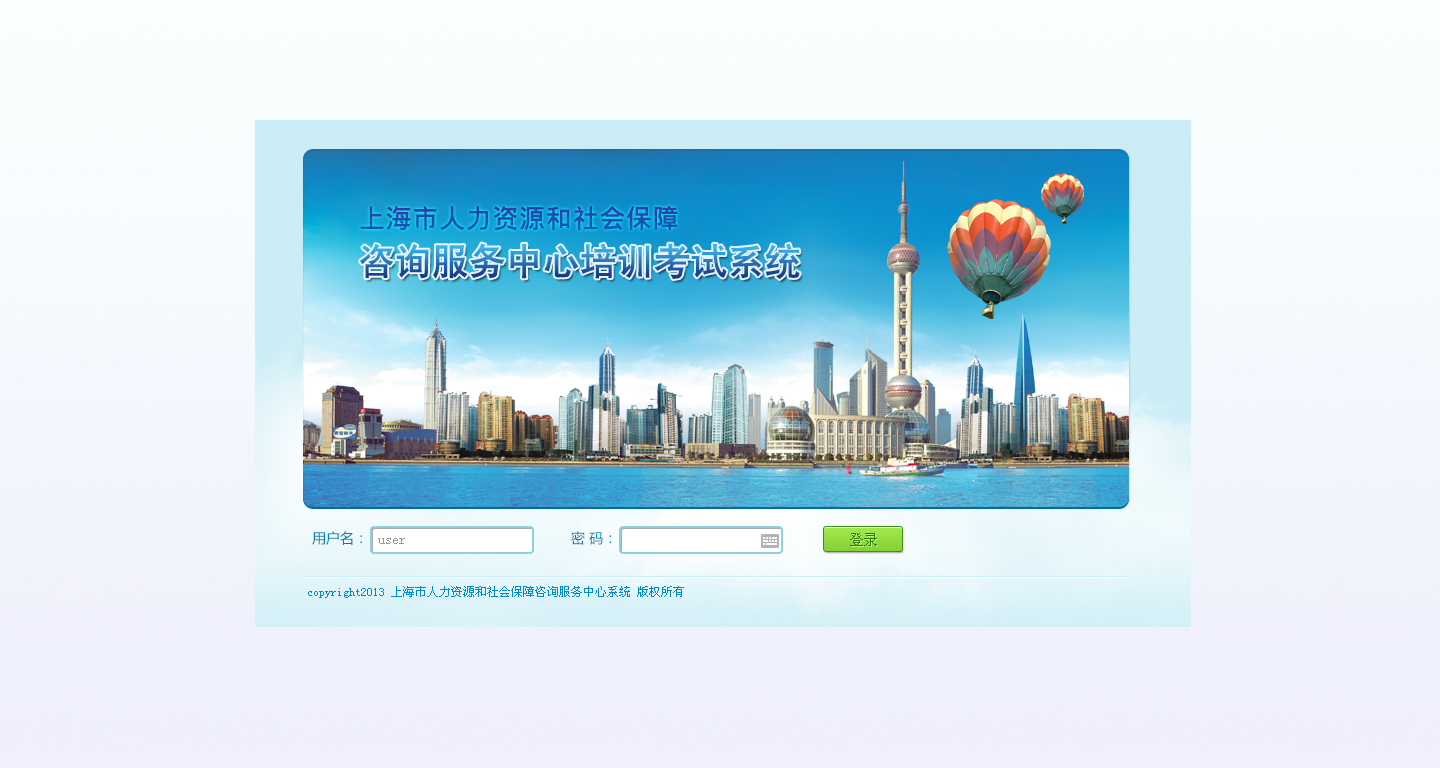 上海市人力资源和社会保障
咨询服务中心培训考试系统
用户名： user 密 码： 登录
copyright2013 上海市人力资源和社会保障咨询服务中心系统 版权所有